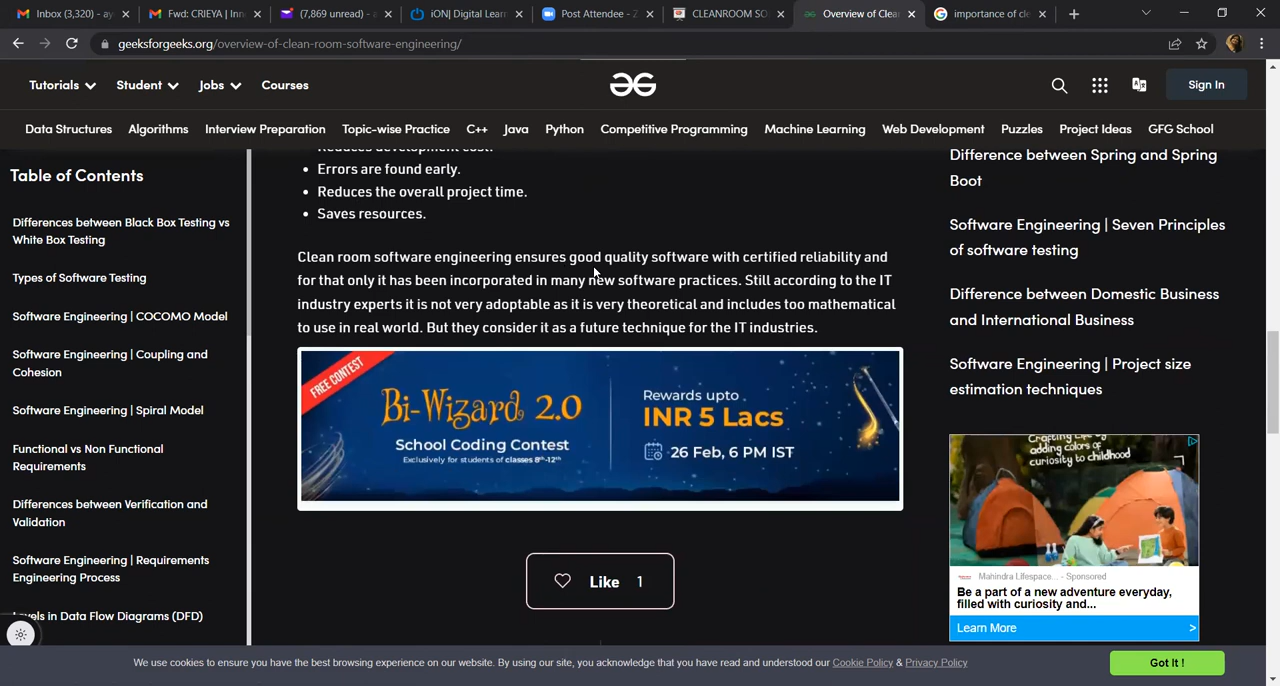 Inbox (3,320) - ay
Fwd: CRIEYA | Inn
(7,869 unread) - a
iON| Digital Lear
Post Attendee - Z
CLEANROOM SO
Overview of Clea
importance of cle
geeksforgeeks.org/overview-of-clean-room-software-engineering/
Tutorials
Student
Jobs
Courses
Sign In
Data Structures
Algorithms
Interview Preparation
Topic-wise Practice
C++
Java
Python
Competitive Programming
Machine Learning
Web Development
Puzzles
Project Ideas
GFG School
Table of Contents
Differences between Black Box Testing vs
White Box Testing
Types of Software Testing
Software Engineering | COCOMO Model
Software Engineering | Coupling and
Cohesion
Software Engineering | Spiral Model
Functional vs Non Functional
Requirements
Differences between Verification and
Validation
Software Engineering | Requirements
Engineering Process
Levels in Data Flow Diagrams (DFD)
Reduces development cost.
• Errors are found early.
• Reduces the overall project time.
• Saves resources.
Clean room software engineering ensures good quality software with certified reliability and
for that only it has been incorporated in many new software practices. Still according to the IT
industry experts it is not very adoptable as it is very theoretical and includes too mathematical
to use in real world. But they consider it as a future technique for the IT industries.
FREE CONTEST
Bi-Wizard 2.0
School Coding Contest
Exclusively for students of classes 8th-12th
Rewards upto
INR 5 Lacs
26 Feb, 6 PM IST
Like 1
Difference between Spring and Spring
Boot
Software Engineering | Seven Principles
of software testing
Difference between Domestic Business
and International Business
Software Engineering | Project size
estimation techniques
Crafting
adding colors of
curiosity to childhood
Mahindra Lifespace... - Sponsored
Be a part of a new adventure everyday,
filled with curiosity and...
Learn More >
We use cookies to ensure you have the best browsing experience on our website. By using our site, you acknowledge that you have read and understood our Cookie Policy & Privacy Policy
Got It !